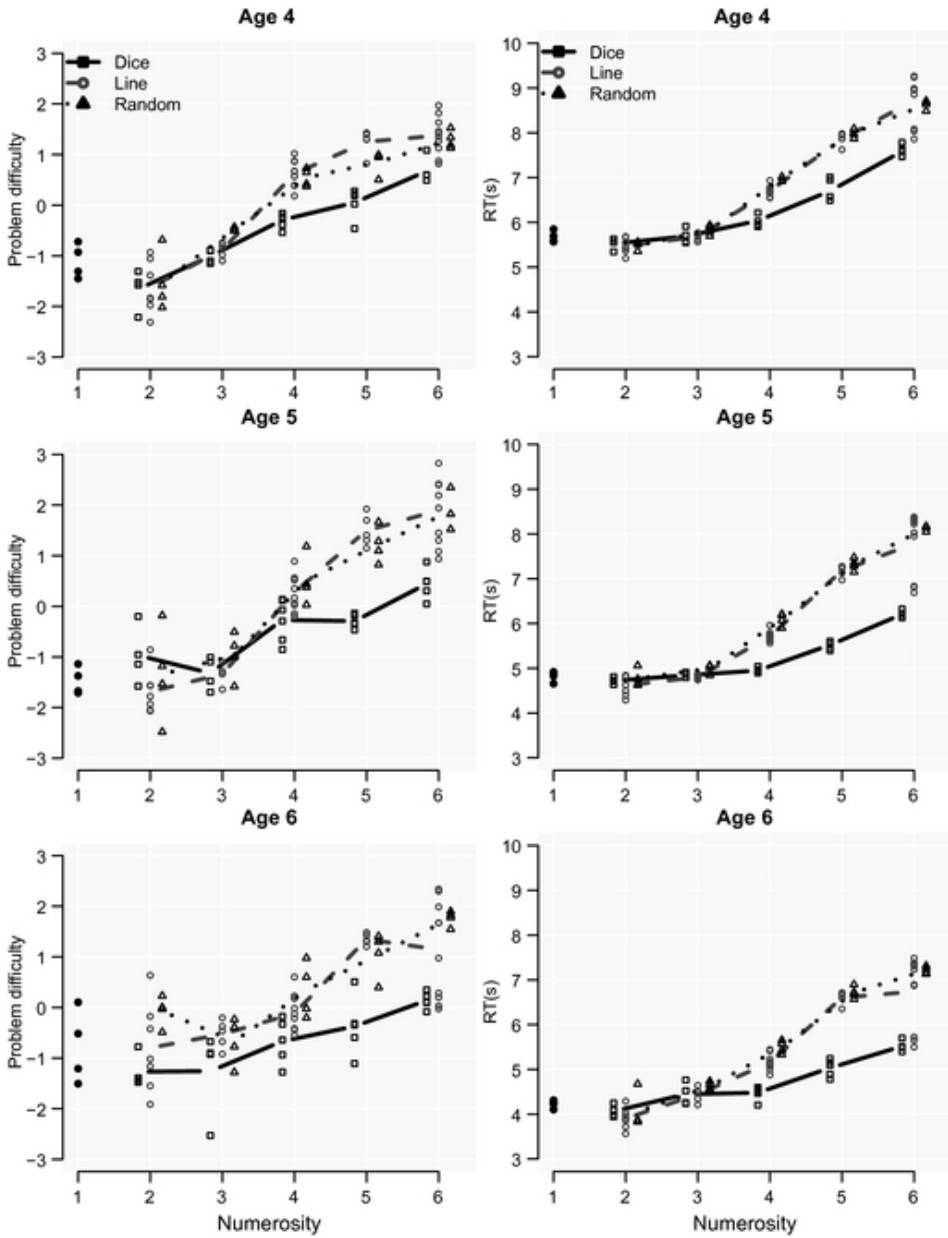 Age 4
Age 4
3
2
1
0
−1
−2
−3
Problem difficulty
Dice
Line
Random
1 2 3 4 5 6
10
9
8
7
6
5
4
3
RT(s)
Dice
Line
Random
1 2 3 4 5 6
Age 5
Age 5
3
2
1
0
−1
−2
−3
Problem difficulty
1 2 3 4 5 6
10
9
8
7
6
5
4
3
RT(s)
1 2 3 4 5 6
Age 6
Age 6
3
2
1
0
−1
−2
−3
Problem difficulty
1 2 3 4 5 6
Numerosity
10
9
8
7
6
5
4
3
RT(s)
1 2 3 4 5 6
Numerosity